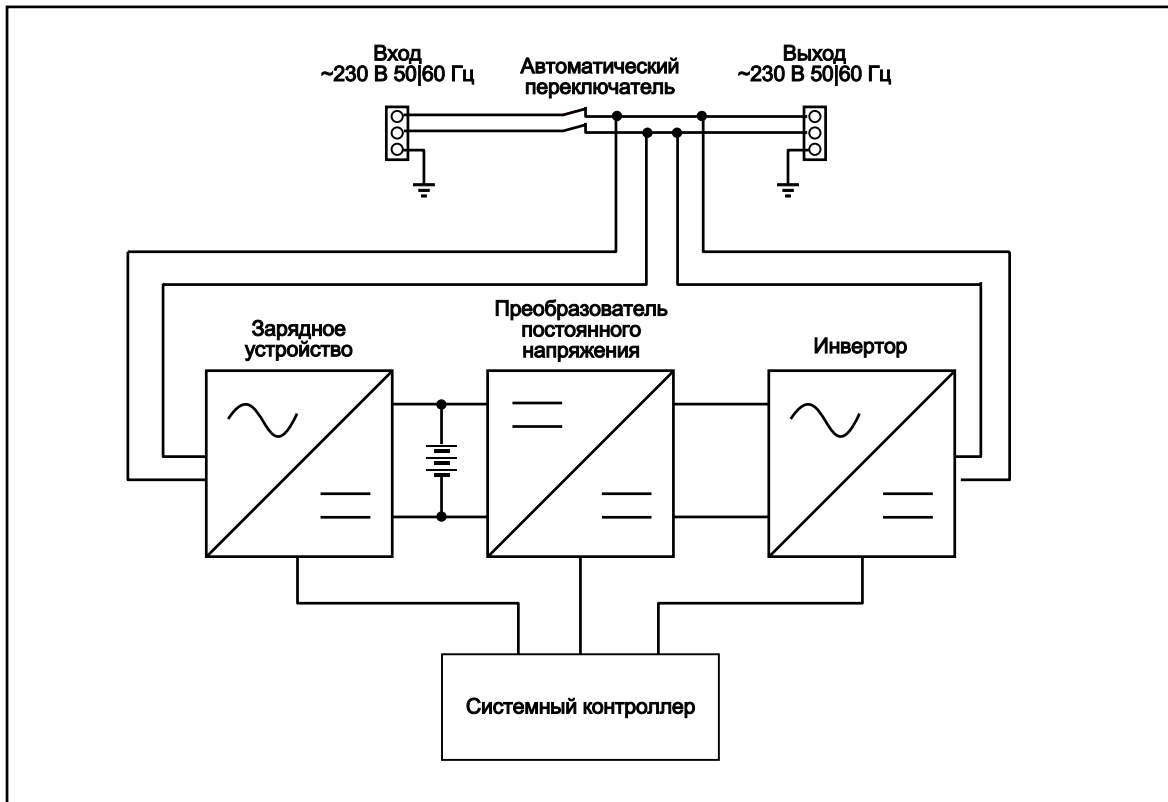 Вход
~230 В 50|60 Гц
Автоматический
переключатель
Выход
~230 В 50|60 Гц
Зарядное
устройство
Преобразователь
постоянного
напряжения
Инвертор
Системный контроллер